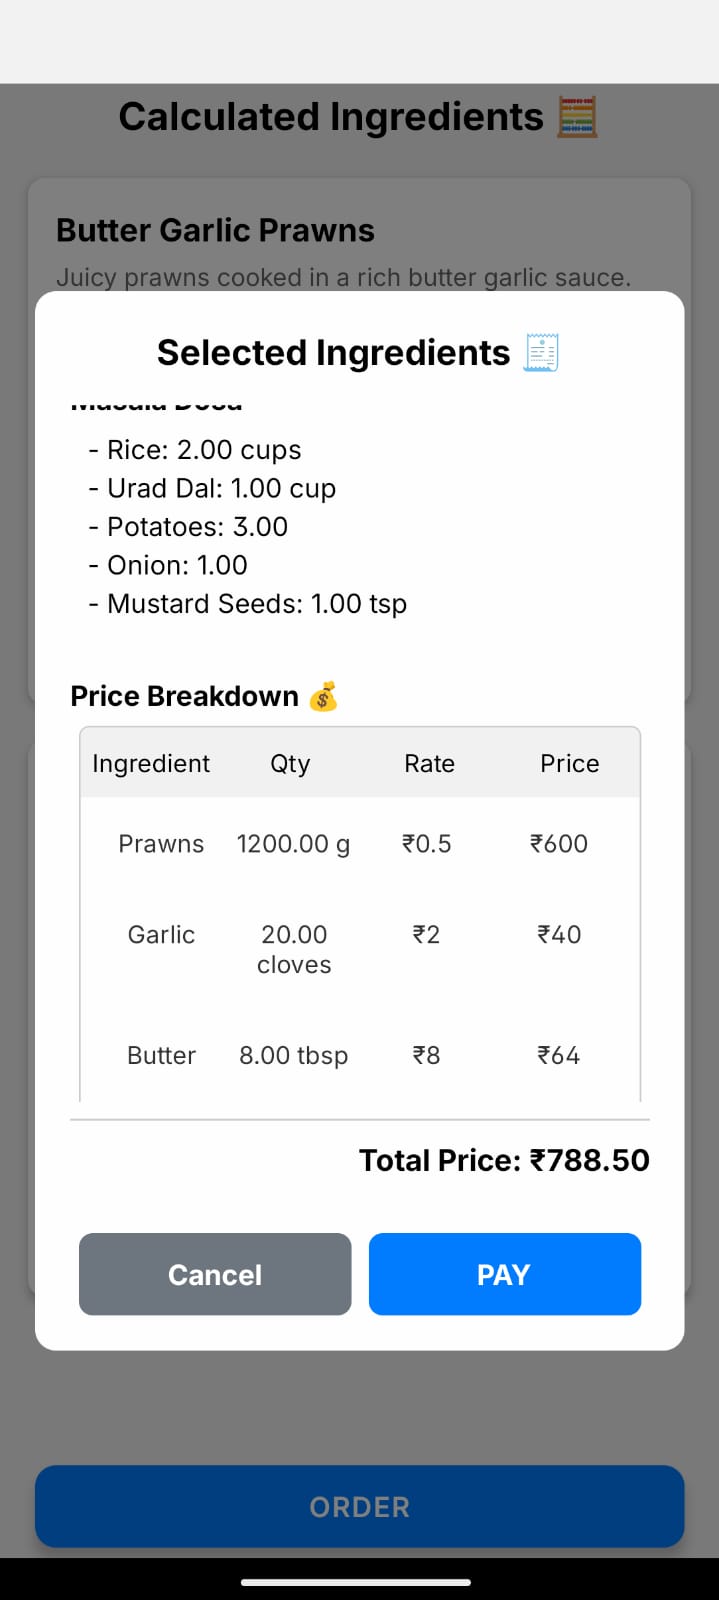 Calculated Ingredients 🧮
Butter Garlic Prawns
Juicy prawns cooked in a rich butter garlic sauce.
Selected Ingredients 🧾
Masala Dosa
- Rice: 2.00 cups
- Urad Dal: 1.00 cup
- Potatoes: 3.00
- Onion: 1.00
- Mustard Seeds: 1.00 tsp
Price Breakdown 💰
Ingredient Qty Rate Price
Prawns 1200.00 g ₹0.5 ₹600
Garlic 20.00 cloves ₹2 ₹40
Butter 8.00 tbsp ₹8 ₹64
Total Price: ₹788.50
Cancel PAY
ORDER